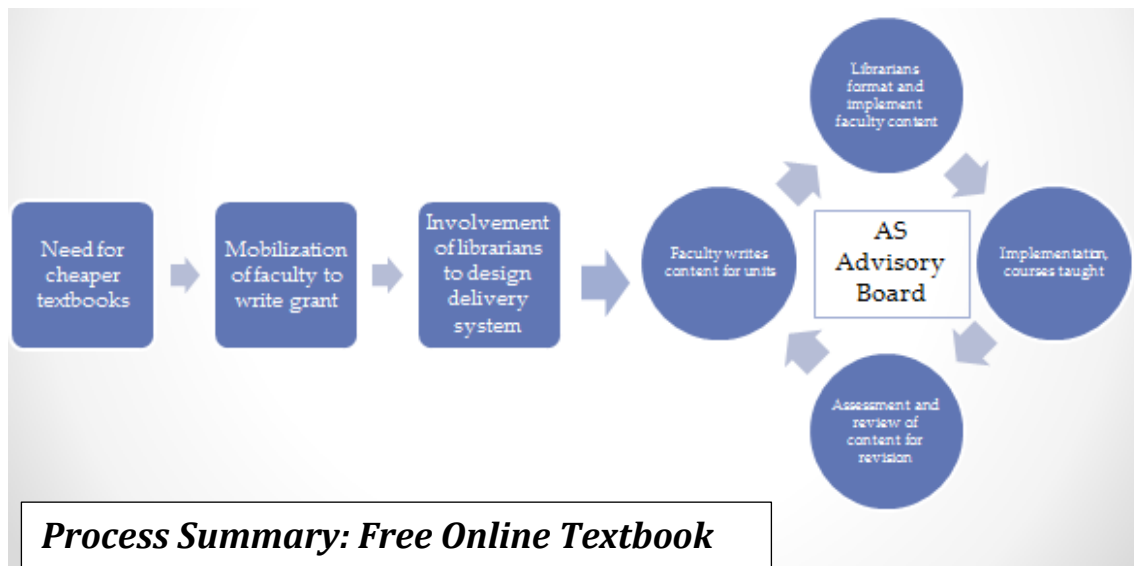 Need for
cheaper
textbooks
Mobilization
of faculty to
write grant
Involvement
of librarians
to design
delivery
system
Faculty writes
content for units
Librarians
format and
implement
faculty content
Implementation,
courses taught
Assessment and
review of
content for
revision
AS
Advisory
Board
Process Summary: Free Online Textbook